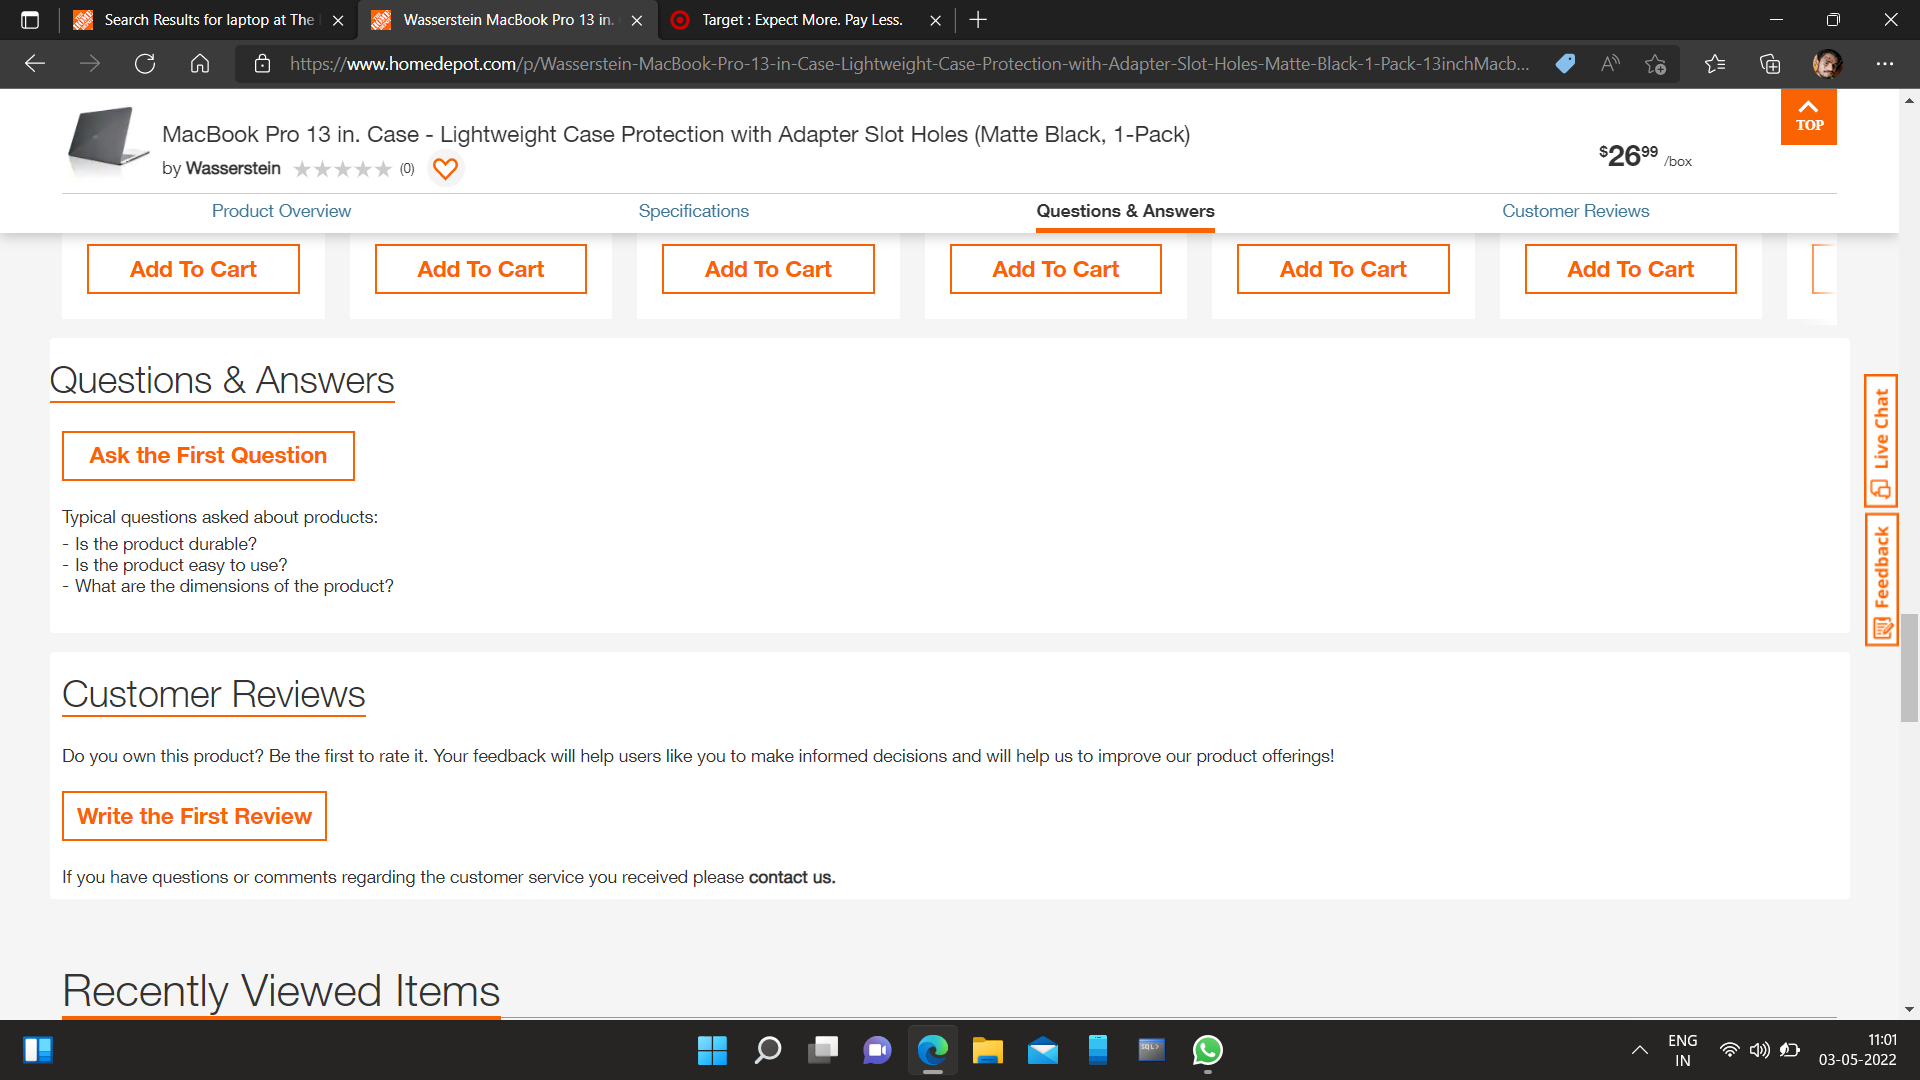 Search Results for laptop at The
Wasserstein MacBook Pro 13 in.
Target : Expect More. Pay Less.
https://www.homedepot.com/p/Wasserstein-MacBook-Pro-13-in-Case-Lightweight-Case-Protection-with-Adapter-Slot-Holes-Matte-Black-1-Pack-13inchMacb...
MacBook Pro 13 in. Case - Lightweight Case Protection with Adapter Slot Holes (Matte Black, 1-Pack)
by Wasserstein (0)
$26.99 /box
TOP
Product Overview
Specifications
Questions & Answers
Customer Reviews
Add To Cart
Add To Cart
Add To Cart
Add To Cart
Add To Cart
Add To Cart
Questions & Answers
Ask the First Question
Typical questions asked about products:
- Is the product durable?
- Is the product easy to use?
- What are the dimensions of the product?
Live Chat
Feedback
Customer Reviews
Do you own this product? Be the first to rate it. Your feedback will help users like you to make informed decisions and will help us to improve our product offerings!
Write the First Review
If you have questions or comments regarding the customer service you received please contact us.
Recently Viewed Items
SQL>
ENG
IN
11:01
03-05-2022